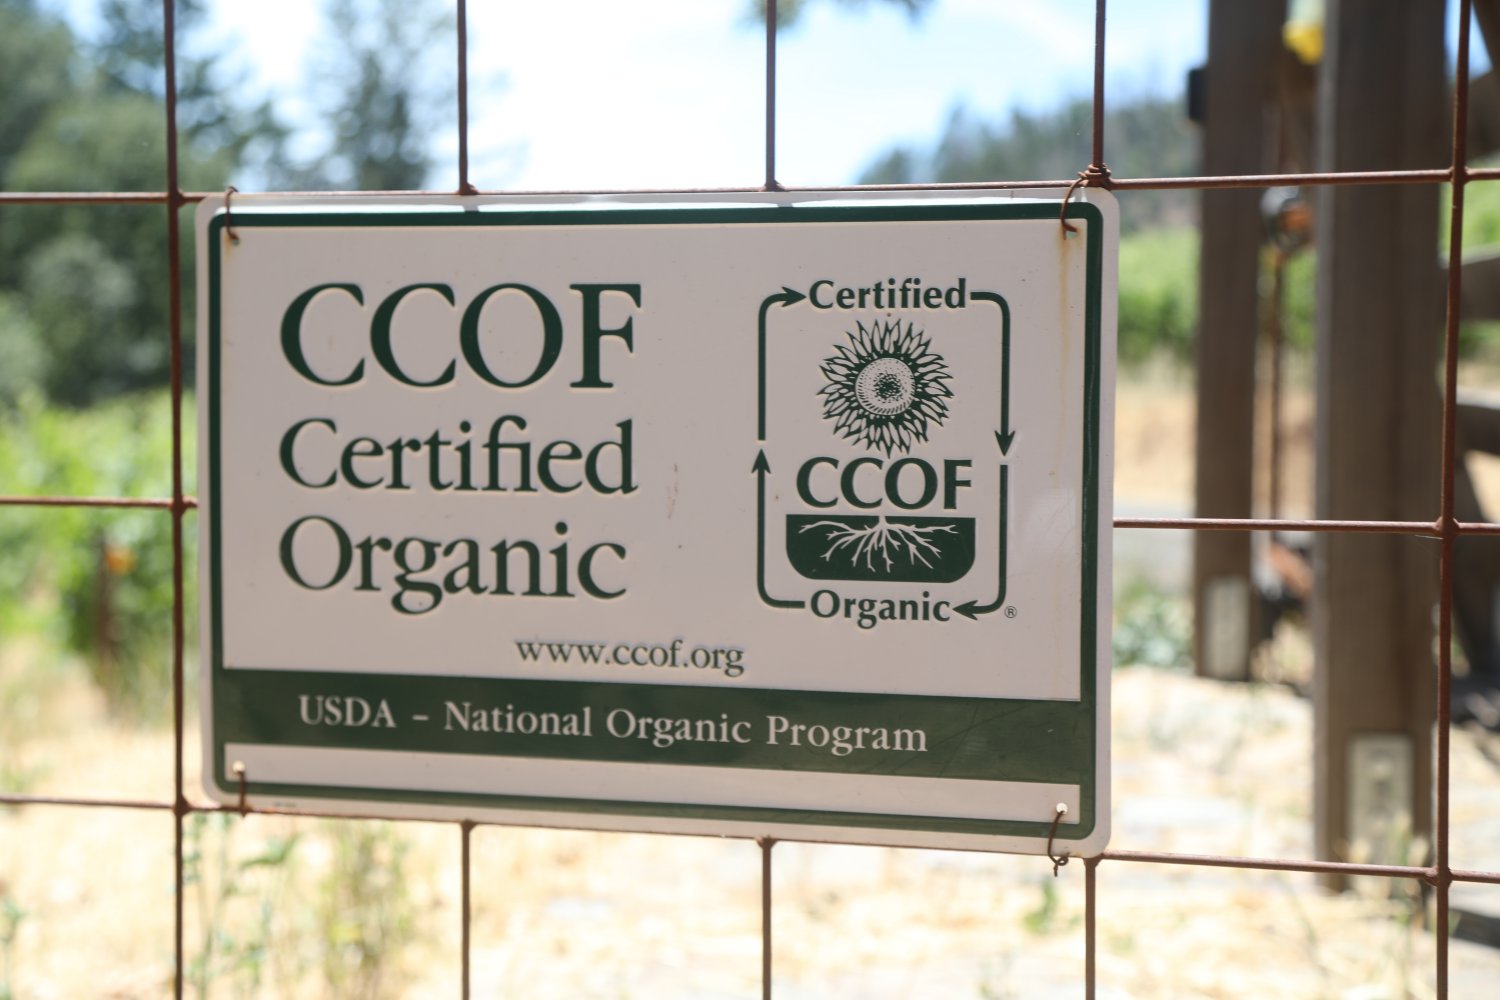 CCOF
Certified
Organic
www.ccof.org
Certified
CCOF
Organic
®
USDA - National Organic Program